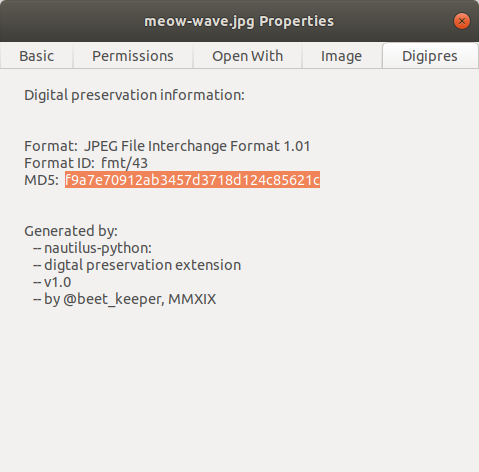 meow-wave.jpg Properties
Basic Permissions Open With Image Digipres
Digital preservation information:
Format: JPEG File Interchange Format 1.01
Format ID: fmt/43
MD5: f9a7e70912ab3457d3718d124c85621c
Generated by:
-- nautilus-python:
-- digtal preservation extension
-- v1.0
-- by @beet_keeper, MMXIX